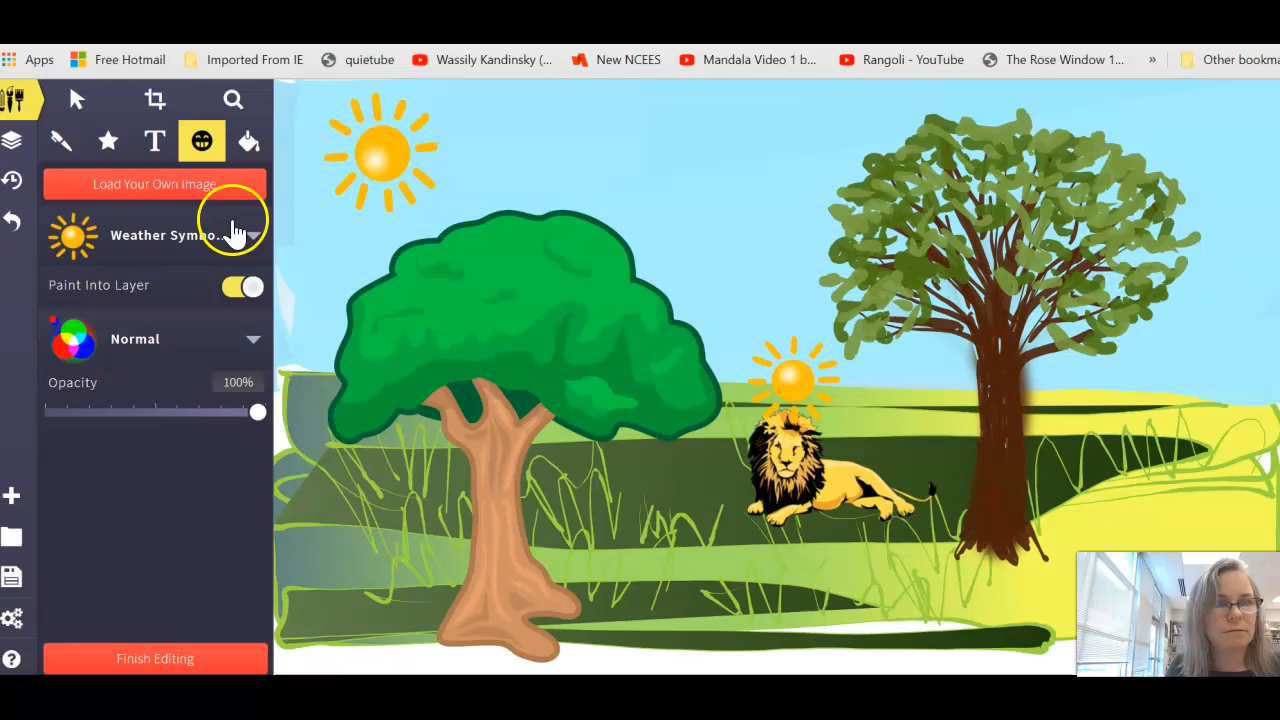 Apps Free Hotmail Imported From IE quietube Wassily Kandinsky (... New NCEES Mandala Video 1 b... Rangoli - YouTube The Rose Window 1... » Other bookma
T
Load Your Own Image
Weather Symbo...
Paint Into Layer
Normal
Opacity 100%
Finish Editing